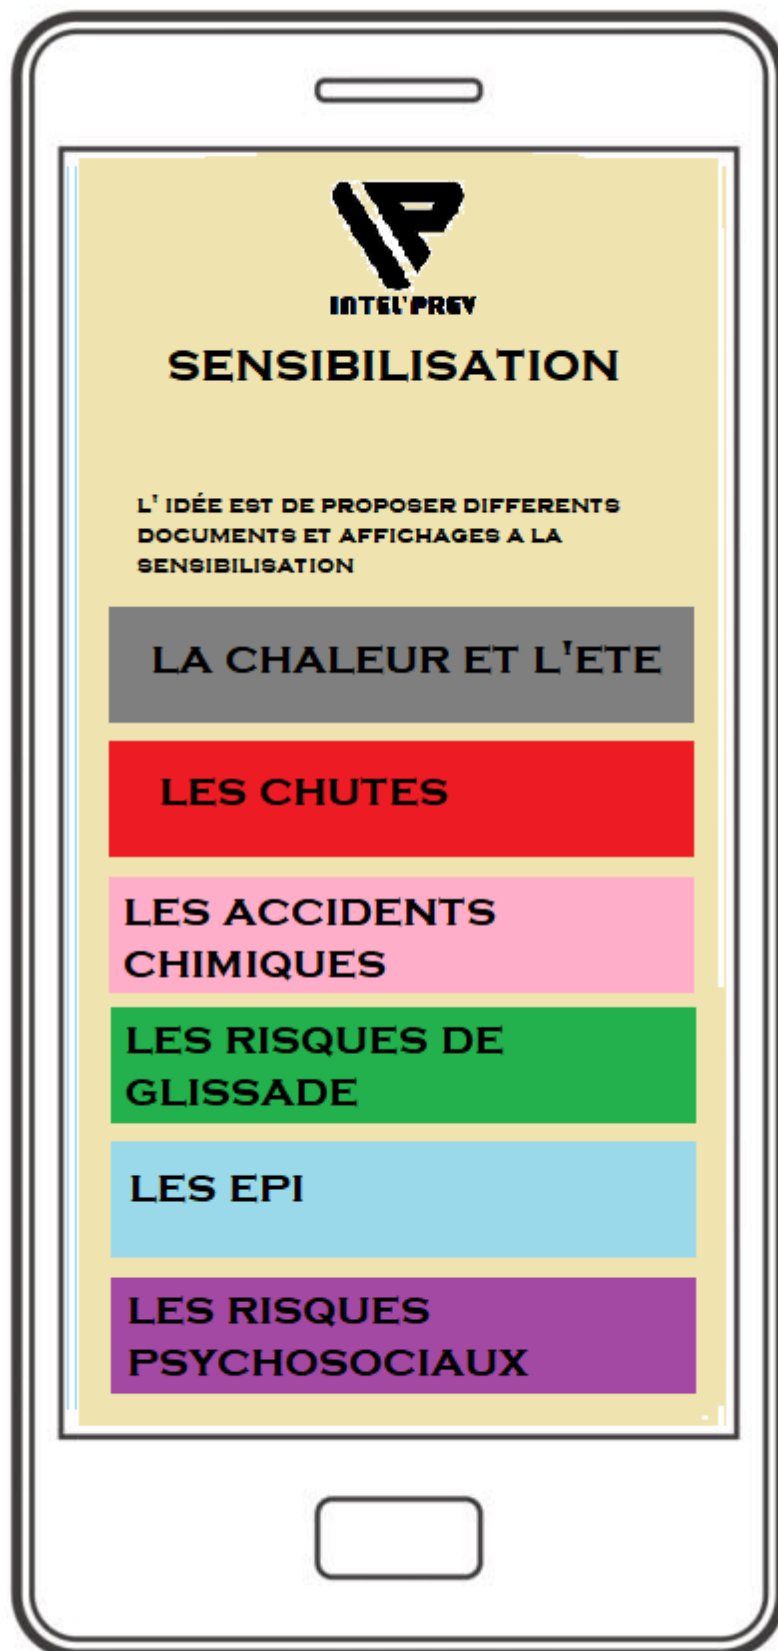 INTEL'PREV
SENSIBILISATION
L' IDÉE EST DE PROPOSER DIFFERENTS
DOCUMENTS ET AFFICHAGES A LA
SENSIBILISATION
LA CHALEUR ET L'ETE
LES CHUTES
LES ACCIDENTS
CHIMIQUES
LES RISQUES DE
GLISSADE
LES EPI
LES RISQUES
PSYCHOSOCIAUX